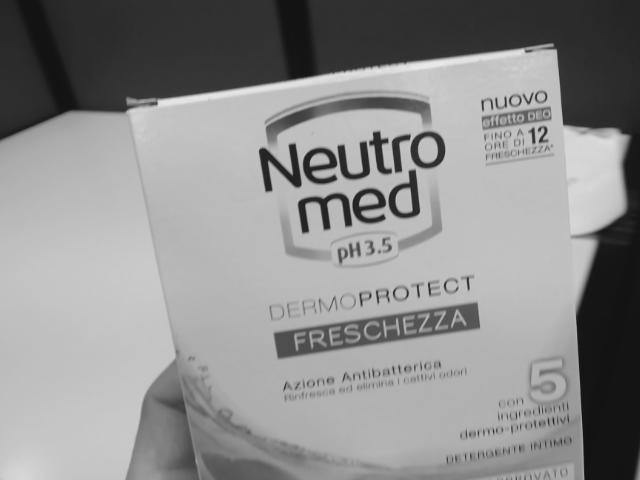 Neutro
med
pH 3.5
nuovo
effetto DEO
FINO A
ORE DI 12
FRESCHEZZA*
DERMOPROTECT
FRESCHEZZA
Azione Antibatterica
Rinfresca ed elimina i cattivi odori
5
con
ingredienti
dermo-protettivi
DETERGENTE INTIMO